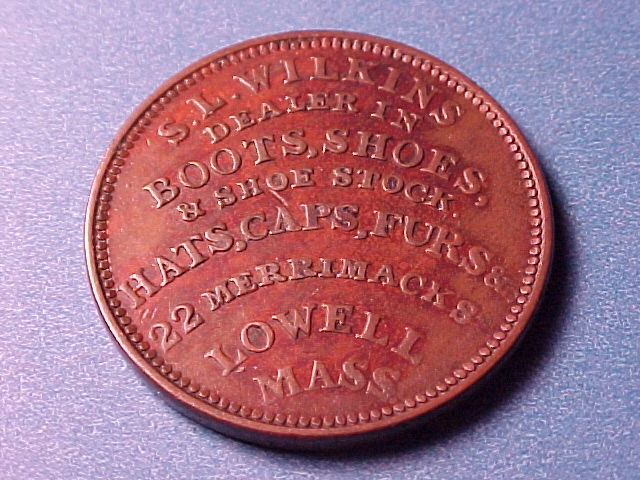 S.L.WILKINS
DEALER IN
BOOTS, SHOES,
& SHOE STOCK.
HATS, CAPS, FURS &
22 MERRIMACK S
LOWELL
MASS